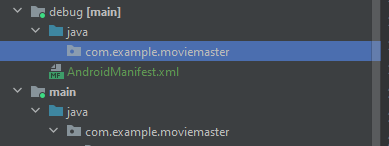 debug [main]
java
com.example.moviemaster
AndroidManifest.xml
main
java
com.example.moviemaster